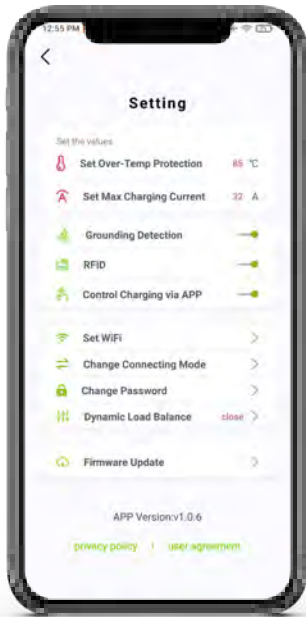 12:55 PM
Setting
Set the values
Set Over-Temp Protection 85 °C
Set Max Charging Current 32 A
Grounding Detection
RFID
Control Charging via APP
Set WiFi
Change Connecting Mode
Change Password
Dynamic Load Balance close
Firmware Update
APP Version:v1.0.6
privacy policy | user agreement